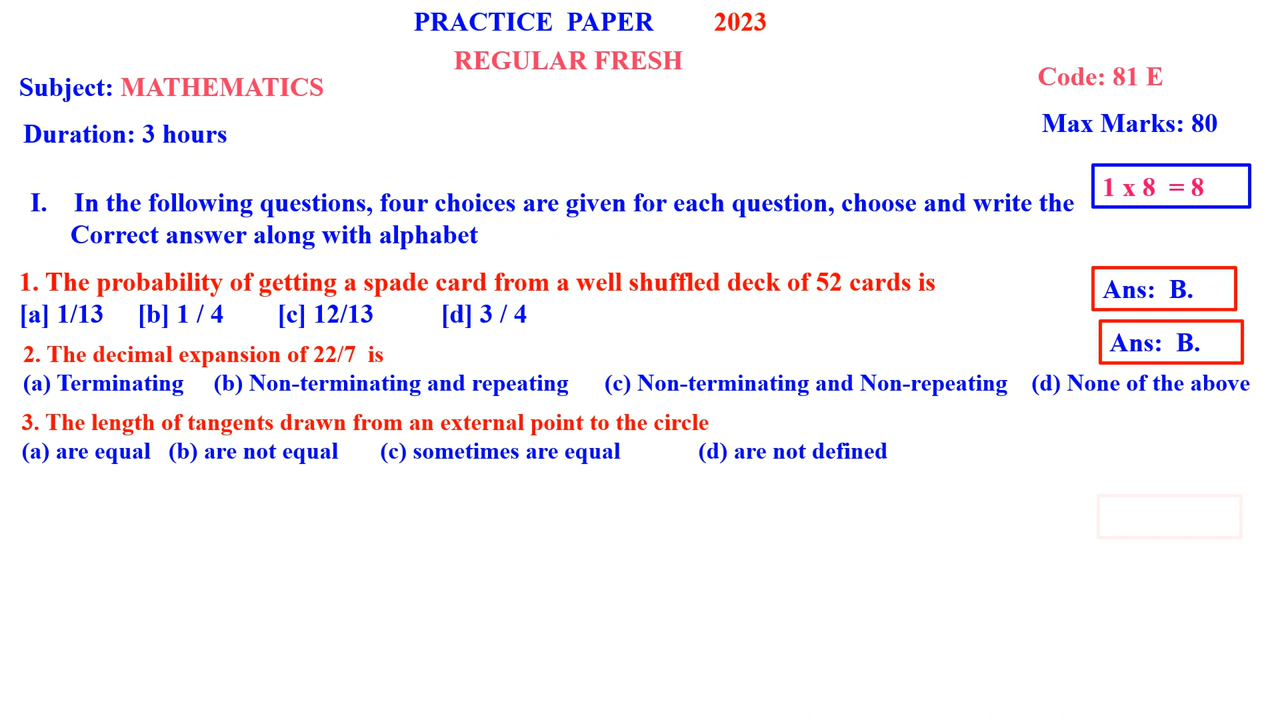 PRACTICE PAPER 2023
REGULAR FRESH
Subject: MATHEMATICS
Code: 81 E
Duration: 3 hours
Max Marks: 80
I. In the following questions, four choices are given for each question, choose and write the
Correct answer along with alphabet
1 x 8 = 8
1. The probability of getting a spade card from a well shuffled deck of 52 cards is
[a] 1/13 [b] 1 / 4 [c] 12/13 [d] 3 / 4
Ans: B.
2. The decimal expansion of 22/7 is
Ans: B.
(a) Terminating (b) Non-terminating and repeating (c) Non-terminating and Non-repeating (d) None of the above
3. The length of tangents drawn from an external point to the circle
(a) are equal (b) are not equal (c) sometimes are equal (d) are not defined